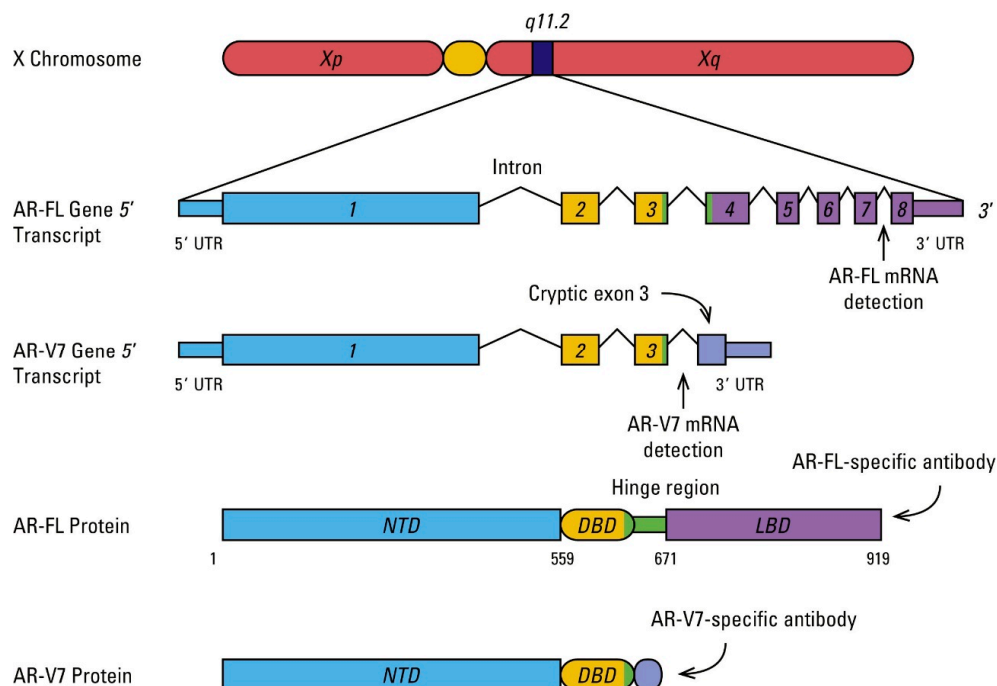 q11.2
X Chromosome
Xp
Xq
Intron
AR-FL Gene 5′
Transcript
1
2
3
4
5
6
7
8
3′
5′ UTR
3′ UTR
AR-FL mRNA
detection
Cryptic exon 3
AR-V7 Gene 5′
Transcript
1
2
3
5′ UTR
3′ UTR
AR-V7 mRNA
detection
AR-FL-specific antibody
Hinge region
AR-FL Protein
NTD
DBD
LBD
1
559
671
919
AR-V7-specific antibody
AR-V7 Protein
NTD
DBD